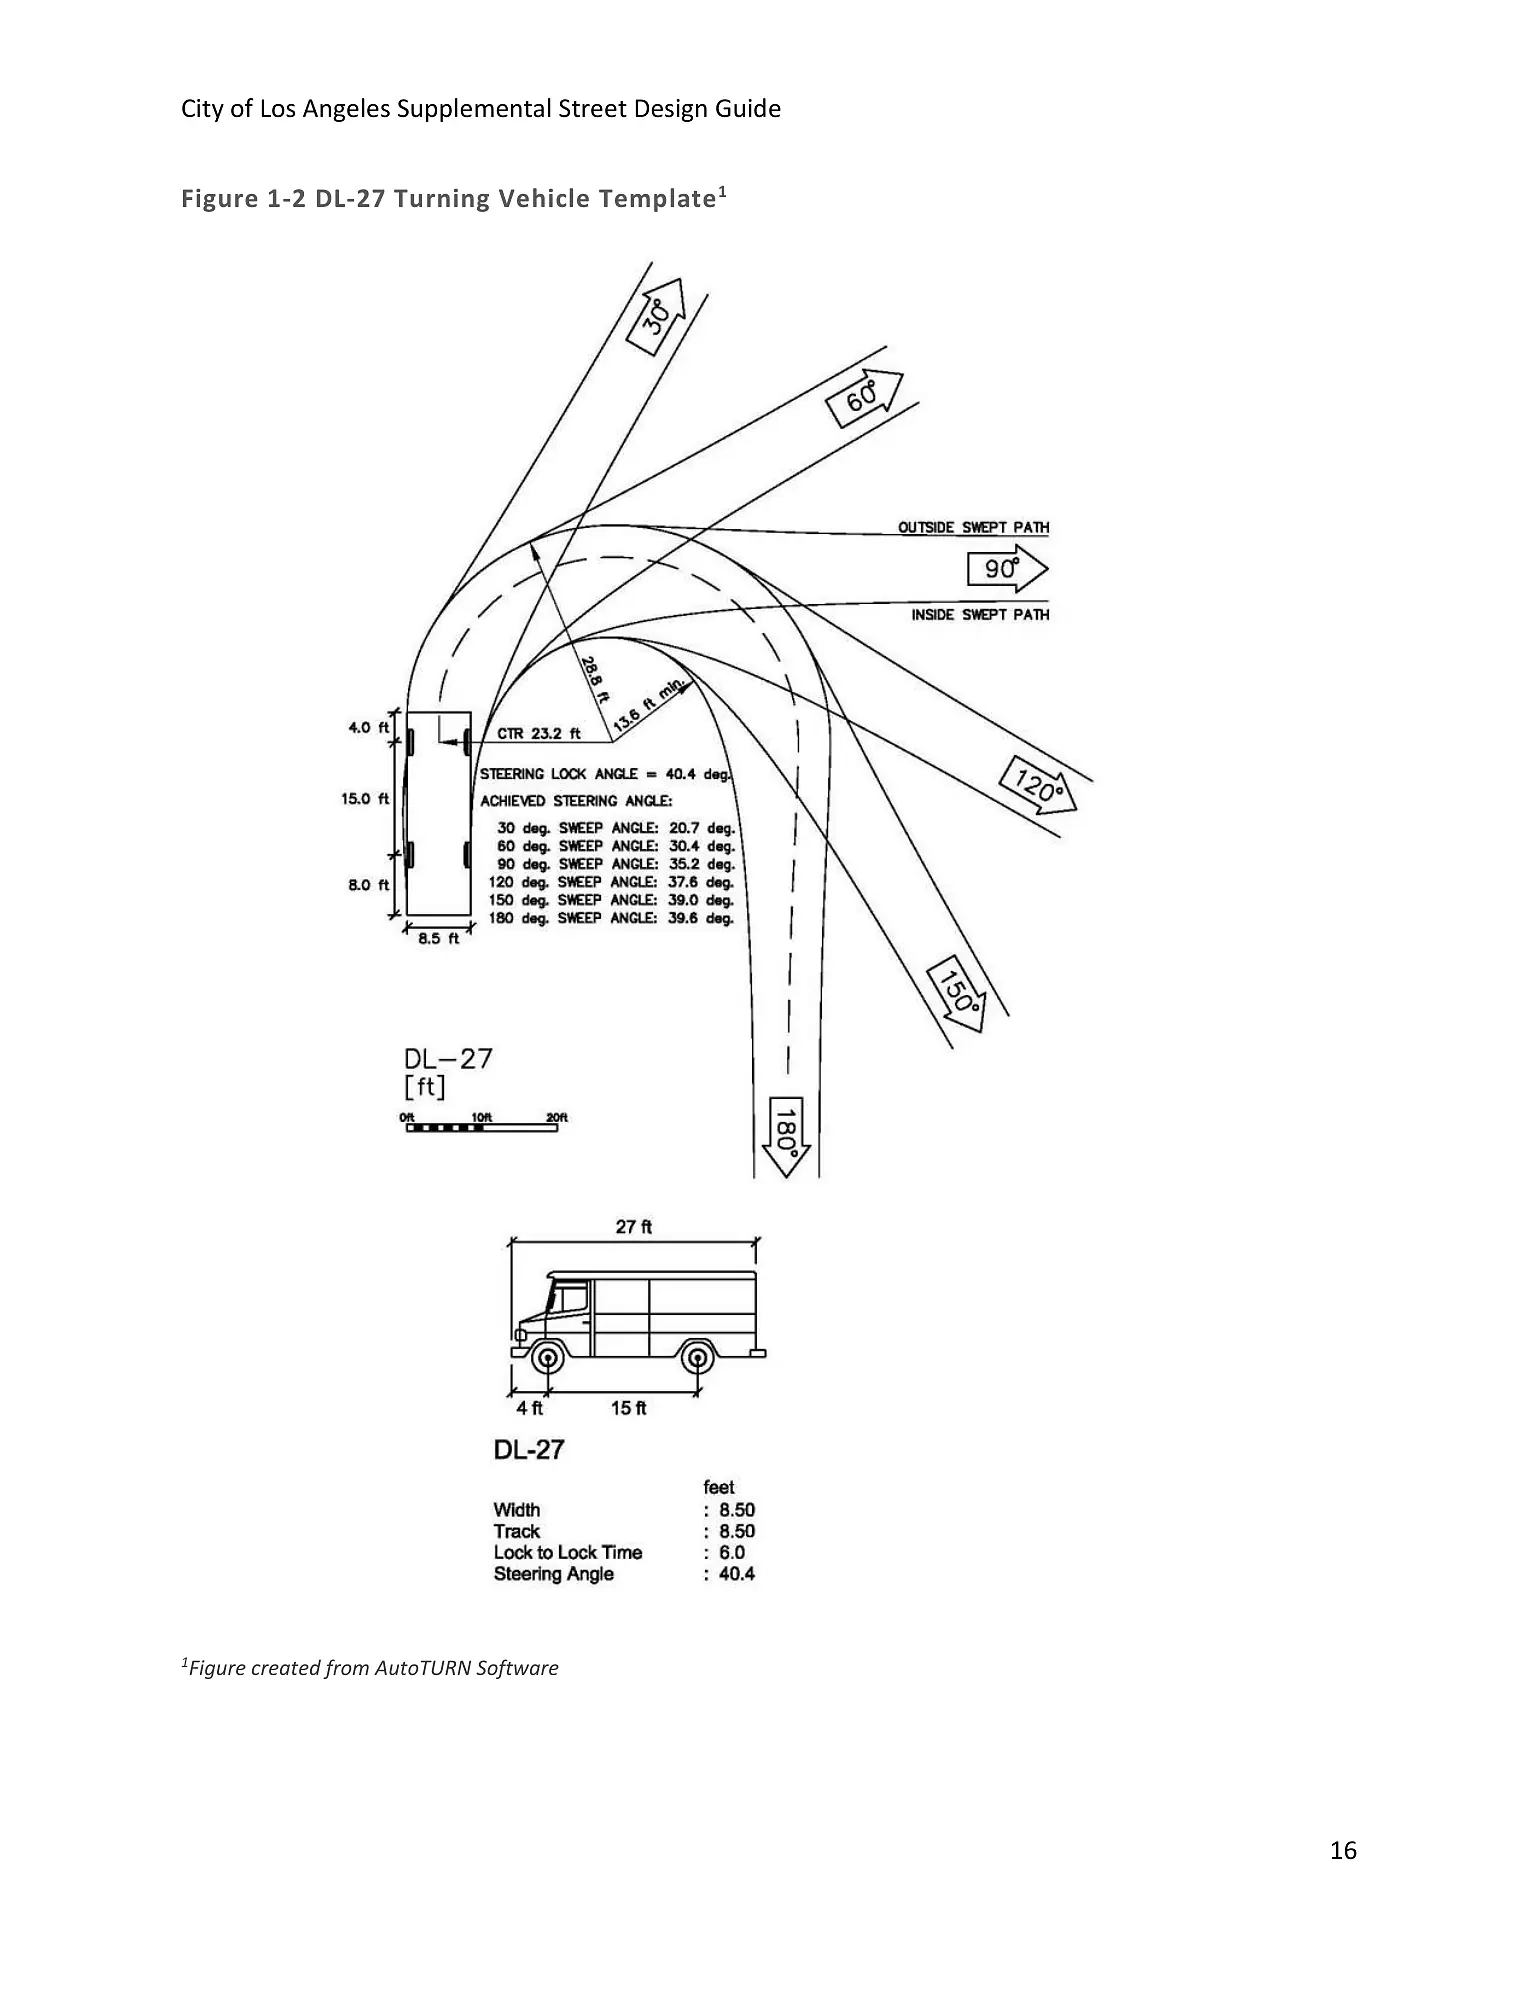 City of Los Angeles Supplemental Street Design Guide
Figure 1-2 DL-27 Turning Vehicle Template1
30°
60°
OUTSIDE SWEPT PATH
90°
INSIDE SWEPT PATH
28.8 ft
13.6 ft min.
4.0 ft
CTR 23.2 ft
STEERING LOCK ANGLE = 40.4 deg.
120°
15.0 ft
ACHIEVED STEERING ANGLE:
30 deg. SWEEP ANGLE: 20.7 deg.
60 deg. SWEEP ANGLE: 30.4 deg.
90 deg. SWEEP ANGLE: 35.2 deg.
8.0 ft
120 deg. SWEEP ANGLE: 37.6 deg.
150 deg. SWEEP ANGLE: 39.0 deg.
180 deg. SWEEP ANGLE: 39.6 deg.
8.5 ft
150°
DL-27
[ft]
0ft 10ft 20ft
180°
27 ft
4 ft 15 ft
DL-27
feet
Width : 8.50
Track : 8.50
Lock to Lock Time : 6.0
Steering Angle : 40.4
1Figure created from AutoTURN Software
16